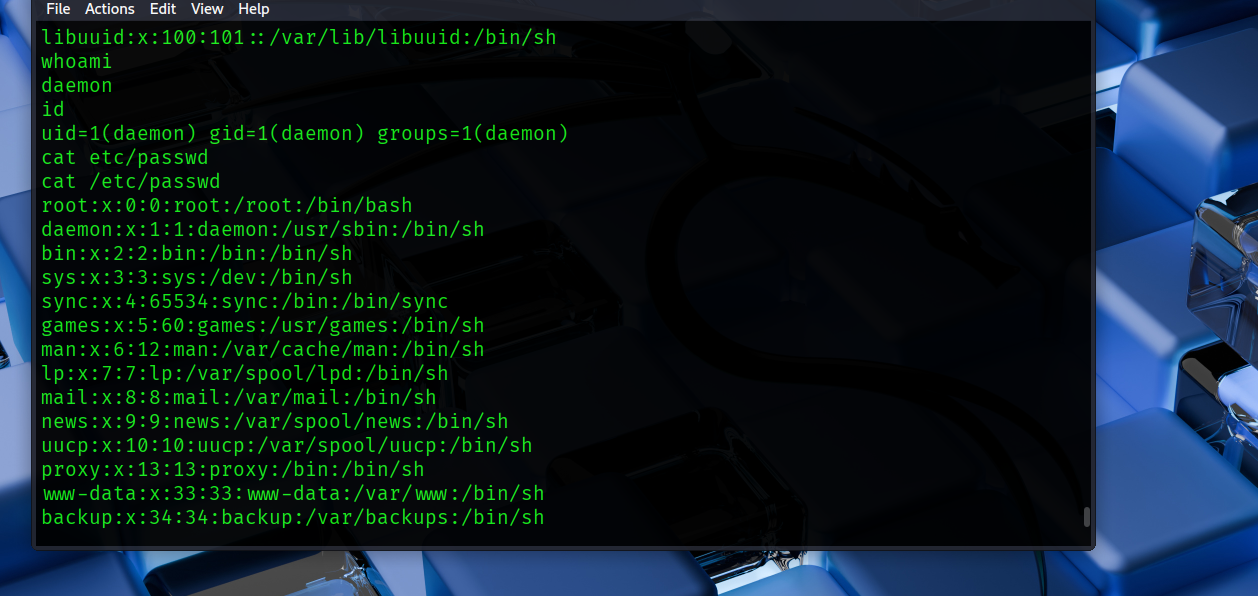 File Actions Edit View Help
libuuid:x:100:101::/var/lib/libuuid:/bin/sh
whoami
daemon
id
uid=1(daemon) gid=1(daemon) groups=1(daemon)
cat etc/passwd
cat /etc/passwd
root:x:0:0:root:/root:/bin/bash
daemon:x:1:1:daemon:/usr/sbin:/bin/sh
bin:x:2:2:bin:/bin:/bin/sh
sys:x:3:3:sys:/dev:/bin/sh
sync:x:4:65534:sync:/bin:/bin/sync
games:x:5:60:games:/usr/games:/bin/sh
man:x:6:12:man:/var/cache/man:/bin/sh
lp:x:7:7:lp:/var/spool/lpd:/bin/sh
mail:x:8:8:mail:/var/mail:/bin/sh
news:x:9:9:news:/var/spool/news:/bin/sh
uucp:x:10:10:uucp:/var/spool/uucp:/bin/sh
proxy:x:13:13:proxy:/bin:/bin/sh
www-data:x:33:33:www-data:/var/www:/bin/sh
backup:x:34:34:backup:/var/backups:/bin/sh